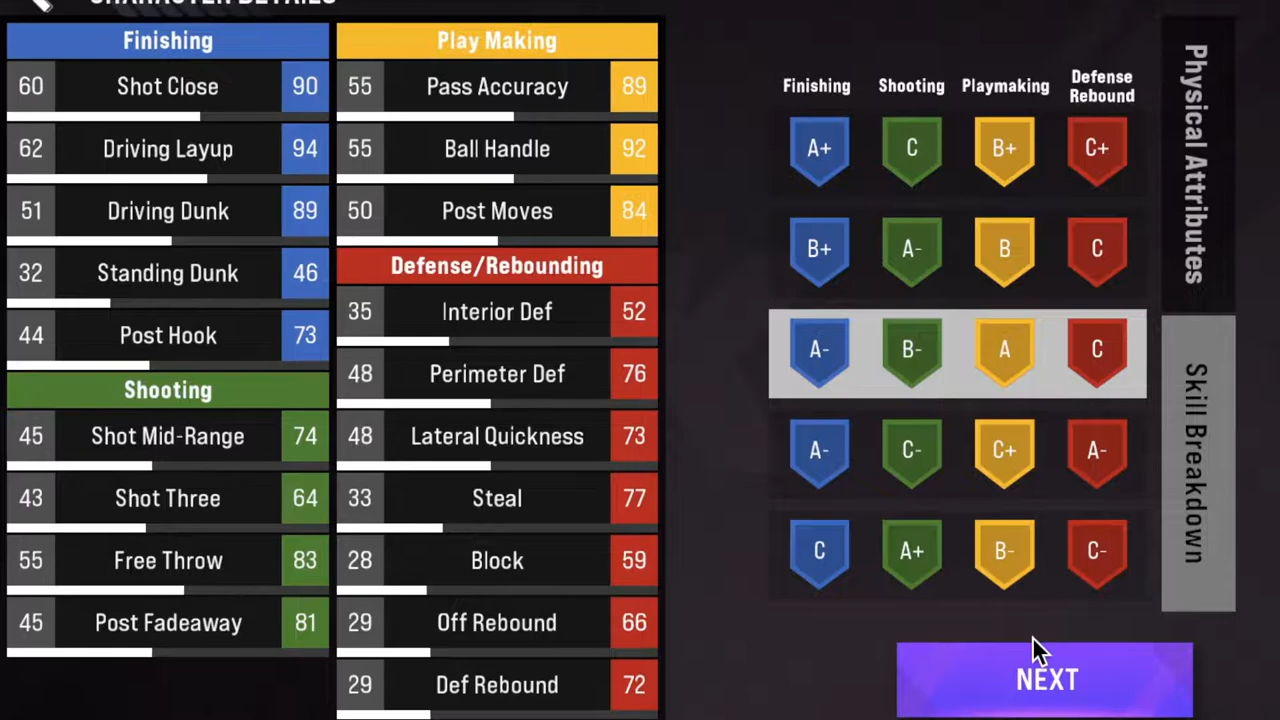 CHARACTER DETAILS
Finishing
60 Shot Close 90
62 Driving Layup 94
51 Driving Dunk 89
32 Standing Dunk 46
44 Post Hook 73
Shooting
45 Shot Mid-Range 74
43 Shot Three 64
55 Free Throw 83
45 Post Fadeaway 81
Play Making
55 Pass Accuracy 89
55 Ball Handle 92
50 Post Moves 84
Defense/Rebounding
35 Interior Def 52
48 Perimeter Def 76
48 Lateral Quickness 73
33 Steal 77
28 Block 59
29 Off Rebound 66
29 Def Rebound 72
Finishing Shooting Playmaking Defense
Rebound
A+ C B+ C+
B+ A- B C
A- B- A C
A- C- C+ A-
C A+ B- C-
NEXT
Physical Attributes
Skill Breakdown